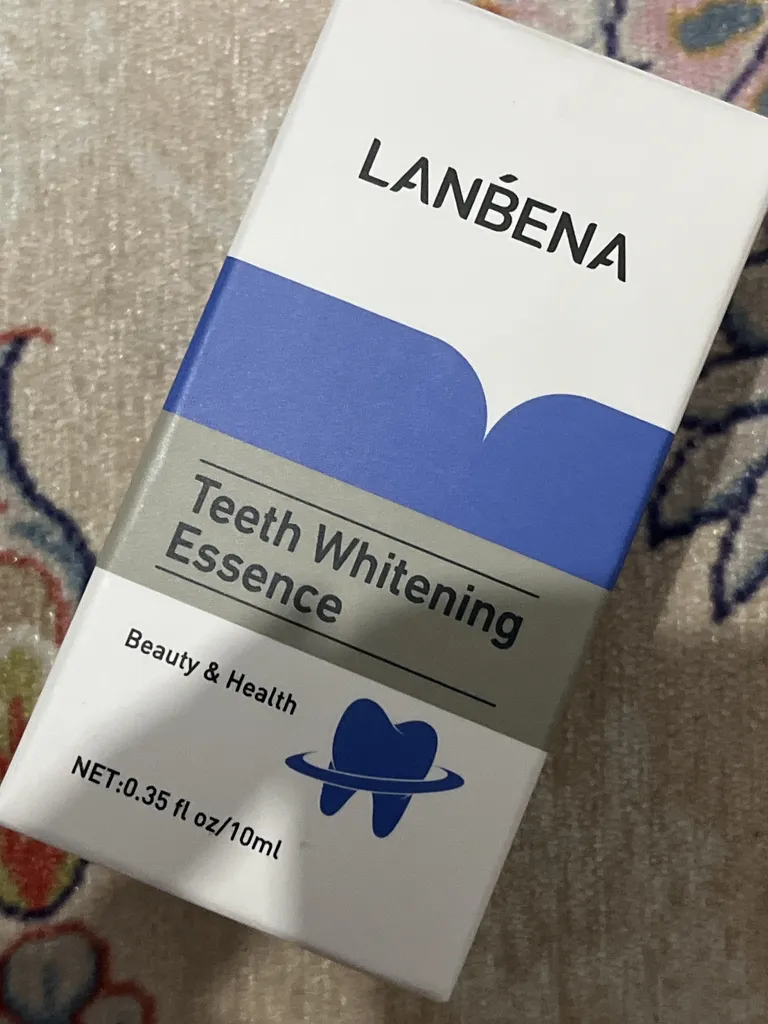 LANBENA
Teeth Whitening
Essence
Beauty & Health
NET:0.35 fl oz/10ml